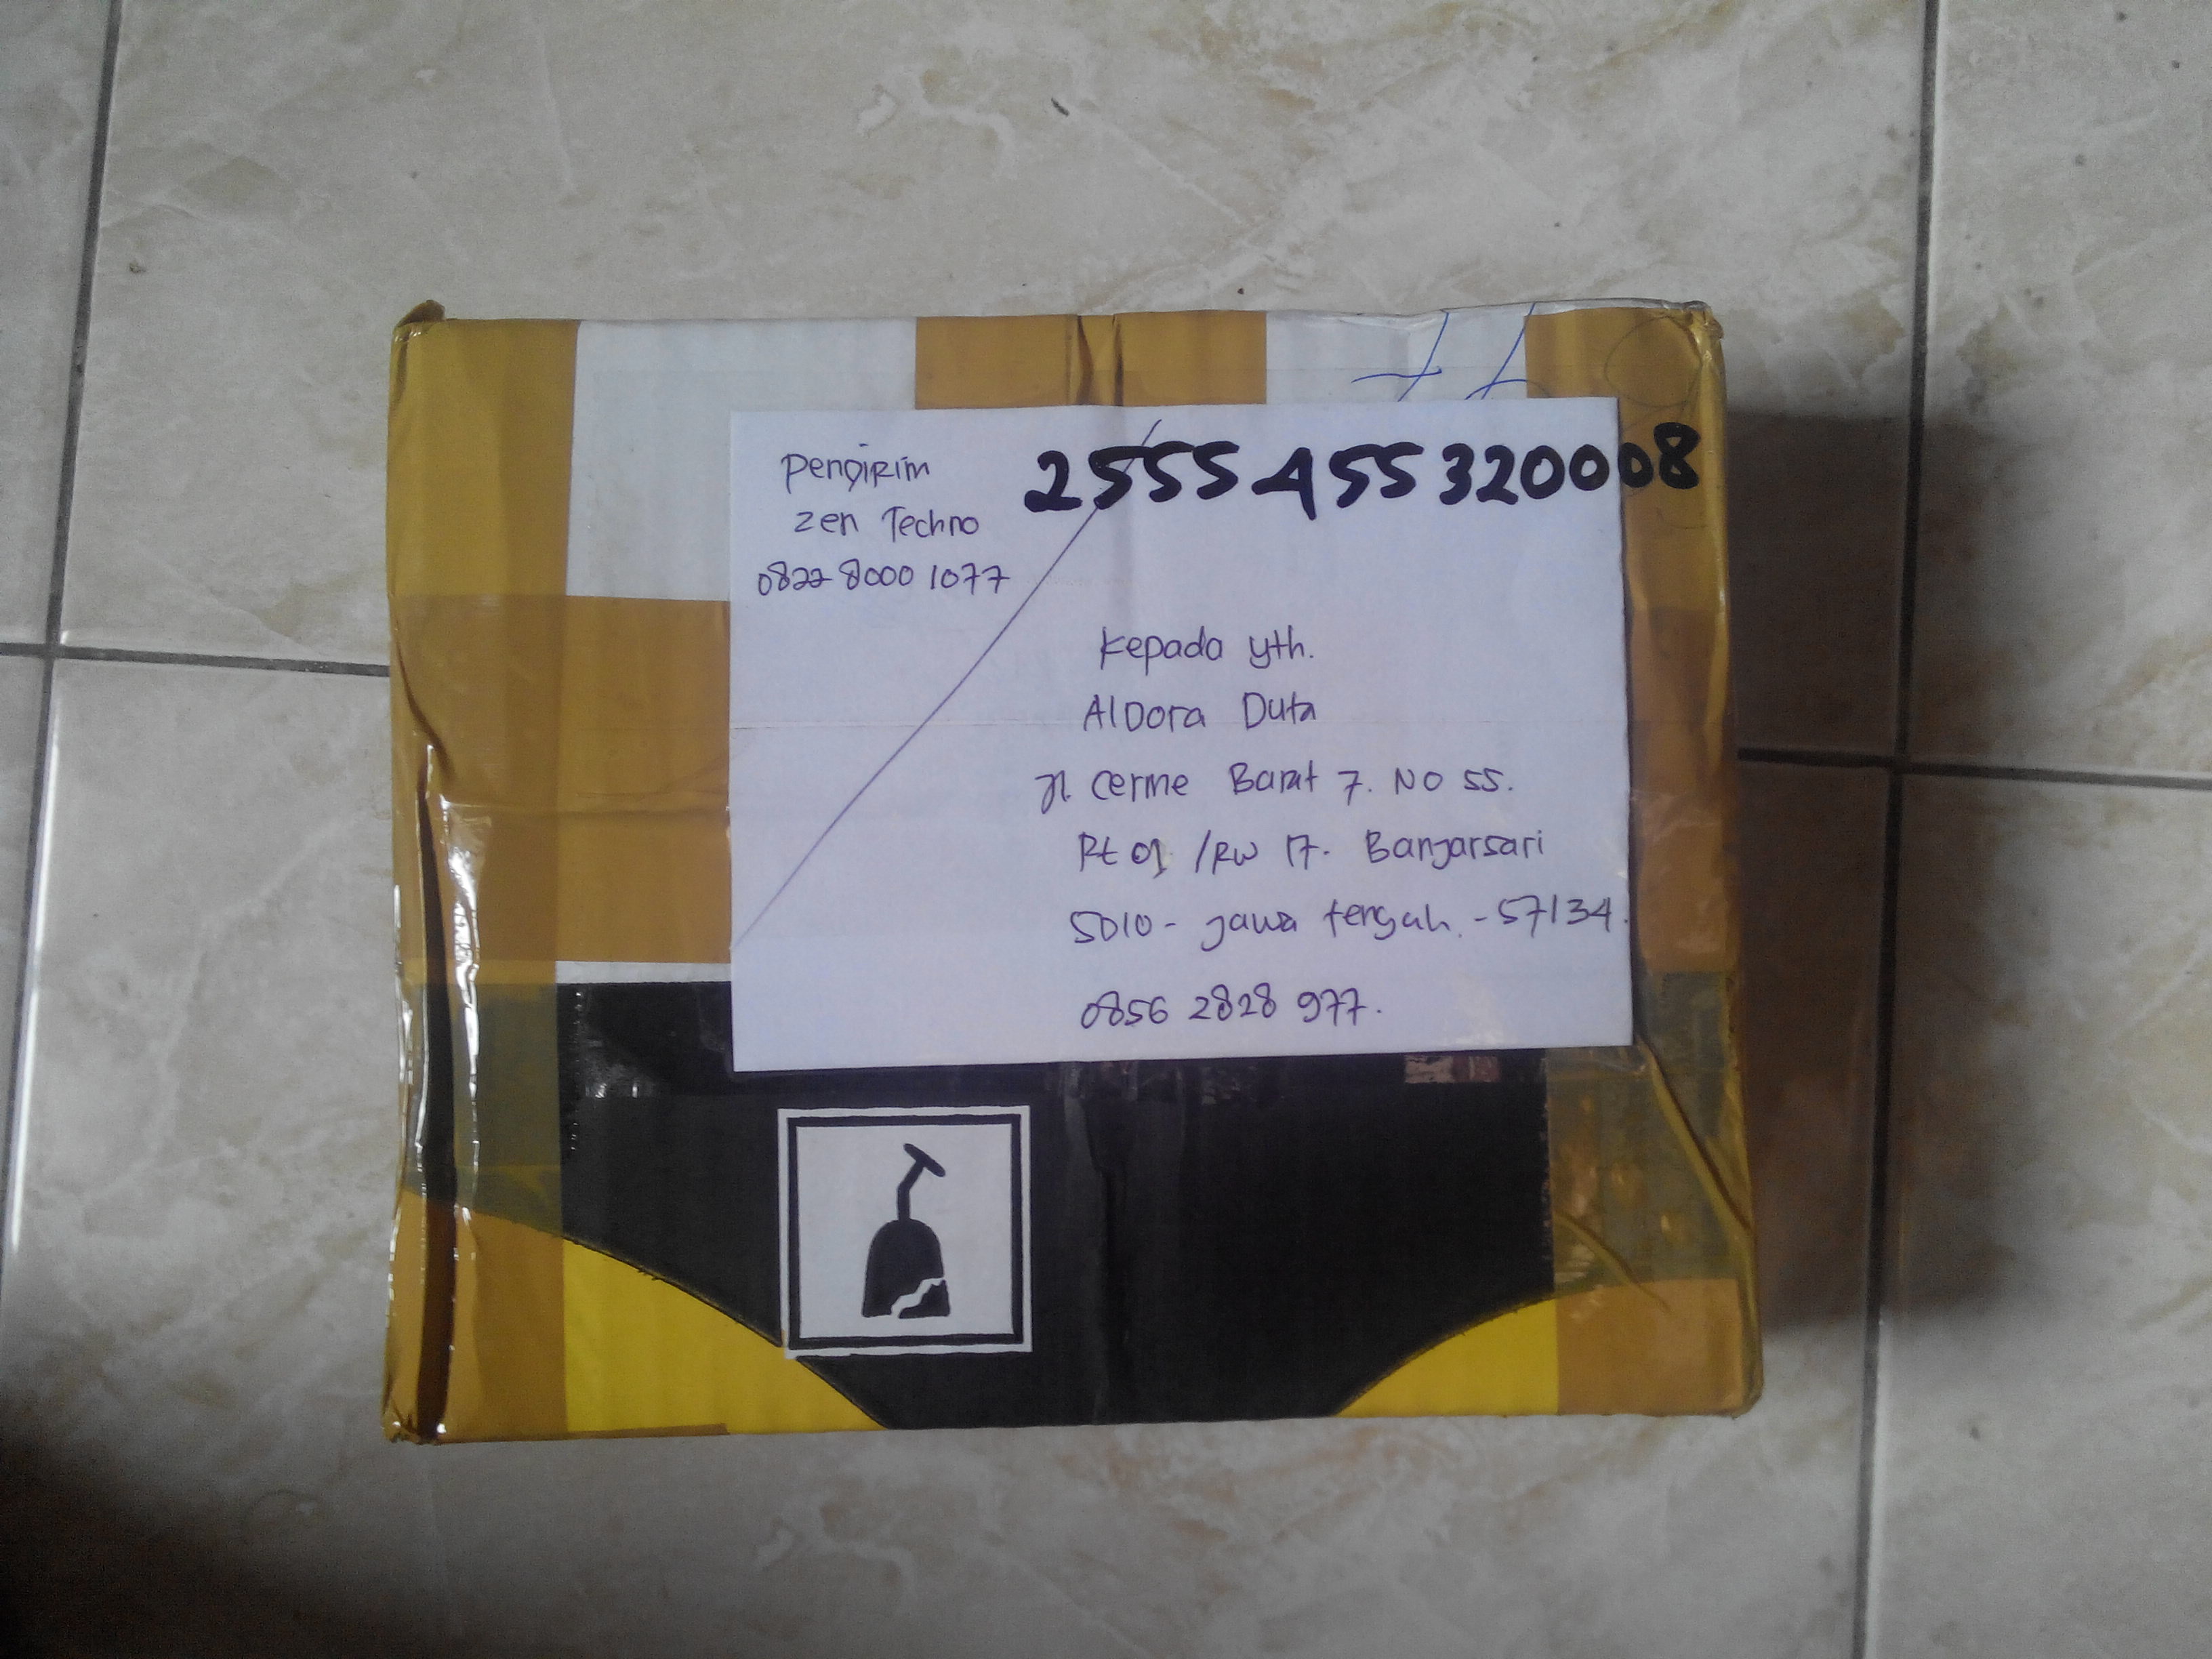 Pengirim
Zen Techno
0822 8000 1077
2555 455 320008
Kepada yth.
AlDora Duta
Jl. Cerme Barat 7. NO 55.
Rt 01 /RW 17. Banjarsari
SOlO - Jawa tengah. - 57134.
0856 2828 977.